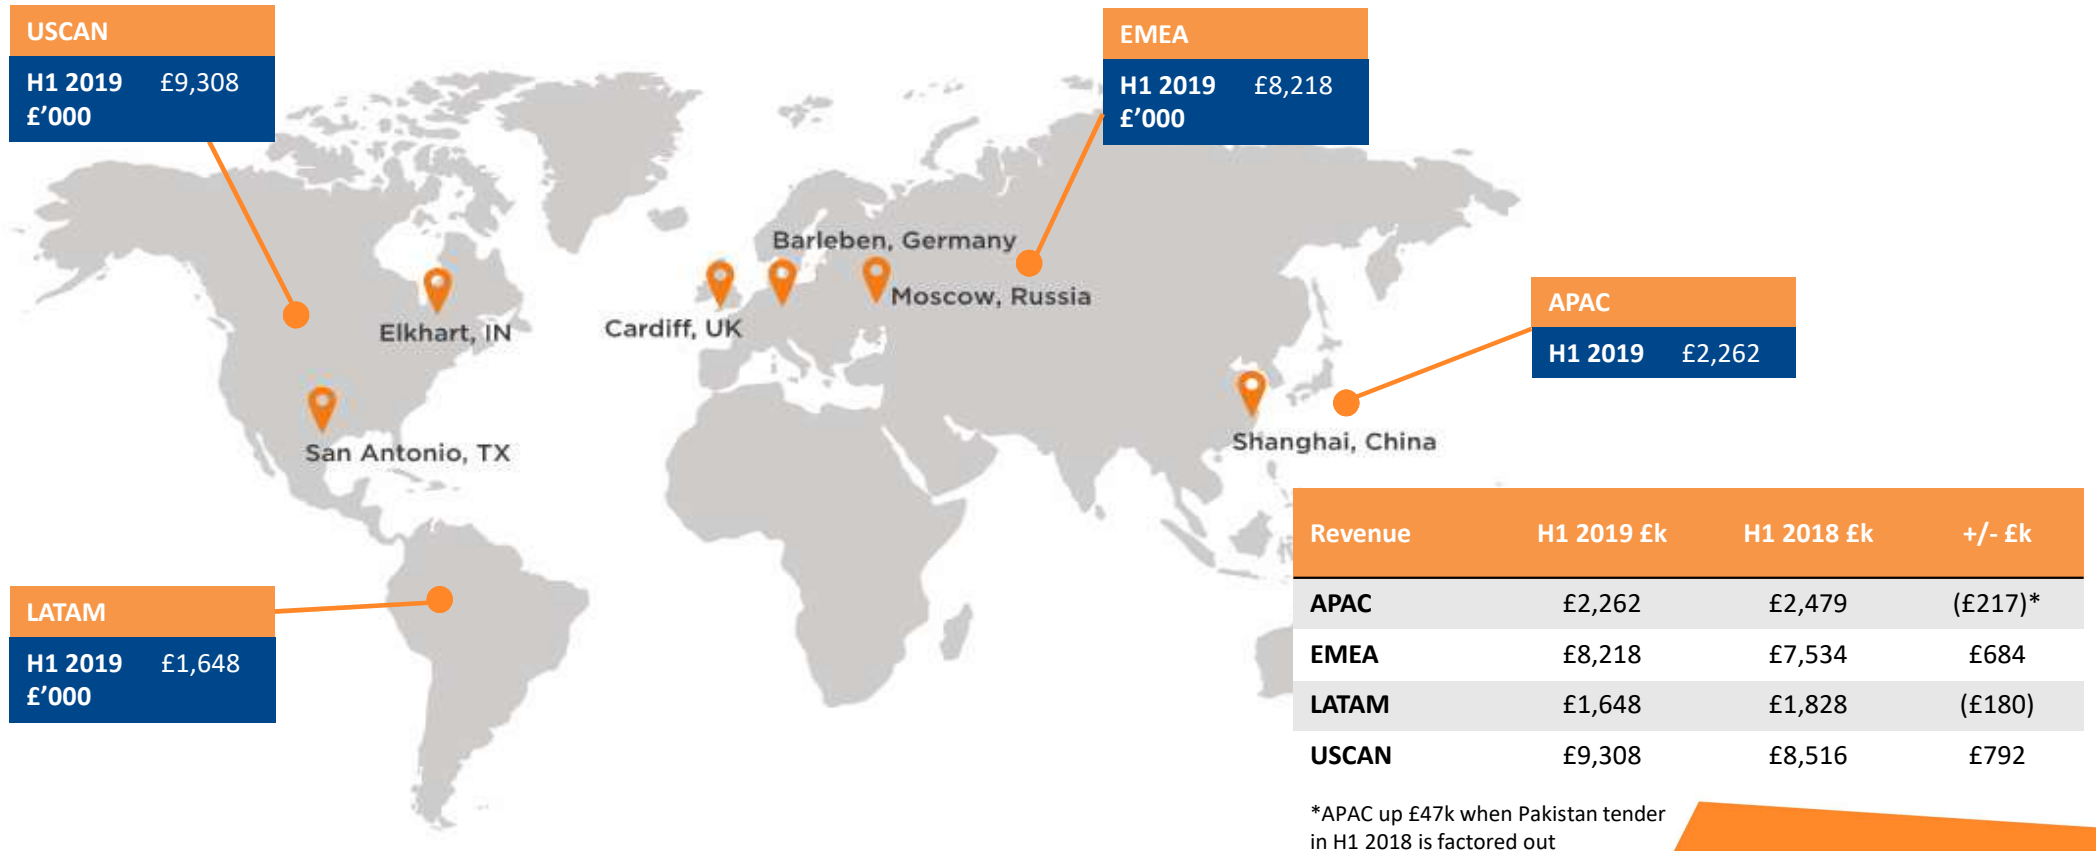 USCAN
H1 2019 £9,308
£’000
EMEA
H1 2019 £8,218
£’000
Barleben, Germany
Moscow, Russia
Elkhart, IN
Cardiff, UK
APAC
H1 2019 £2,262
San Antonio, TX
Shanghai, China
LATAM
H1 2019 £1,648
£’000
Revenue H1 2019 £k H1 2018 £k +/- £k
APAC £2,262 £2,479 (£217)*
EMEA £8,218 £7,534 £684
LATAM £1,648 £1,828 (£180)
USCAN £9,308 £8,516 £792
*APAC up £47k when Pakistan tender
in H1 2018 is factored out